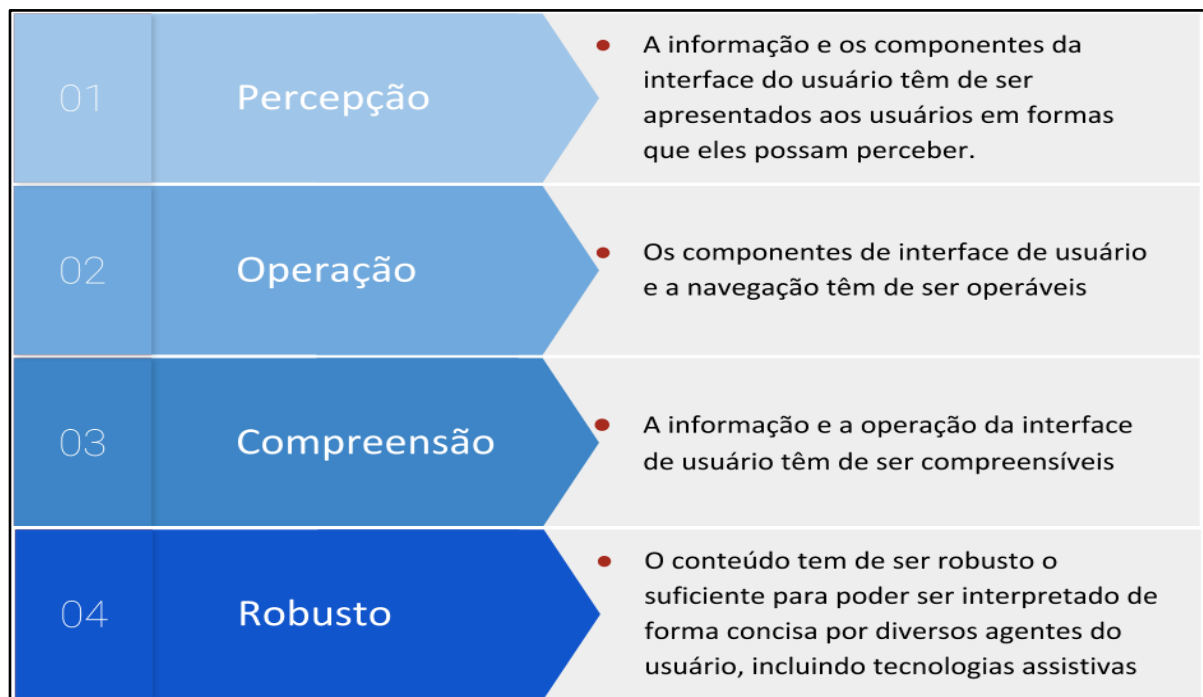 01
Percepção
• A informação e os componentes da
interface do usuário têm de ser
apresentados aos usuários em formas
que eles possam perceber.
02
Operação
• Os componentes de interface de usuário
e a navegação têm de ser operáveis
03
Compreensão
• A informação e a operação da interface
de usuário têm de ser compreensíveis
04
Robusto
• O conteúdo tem de ser robusto o
suficiente para poder ser interpretado de
forma concisa por diversos agentes do
usuário, incluindo tecnologias assistivas